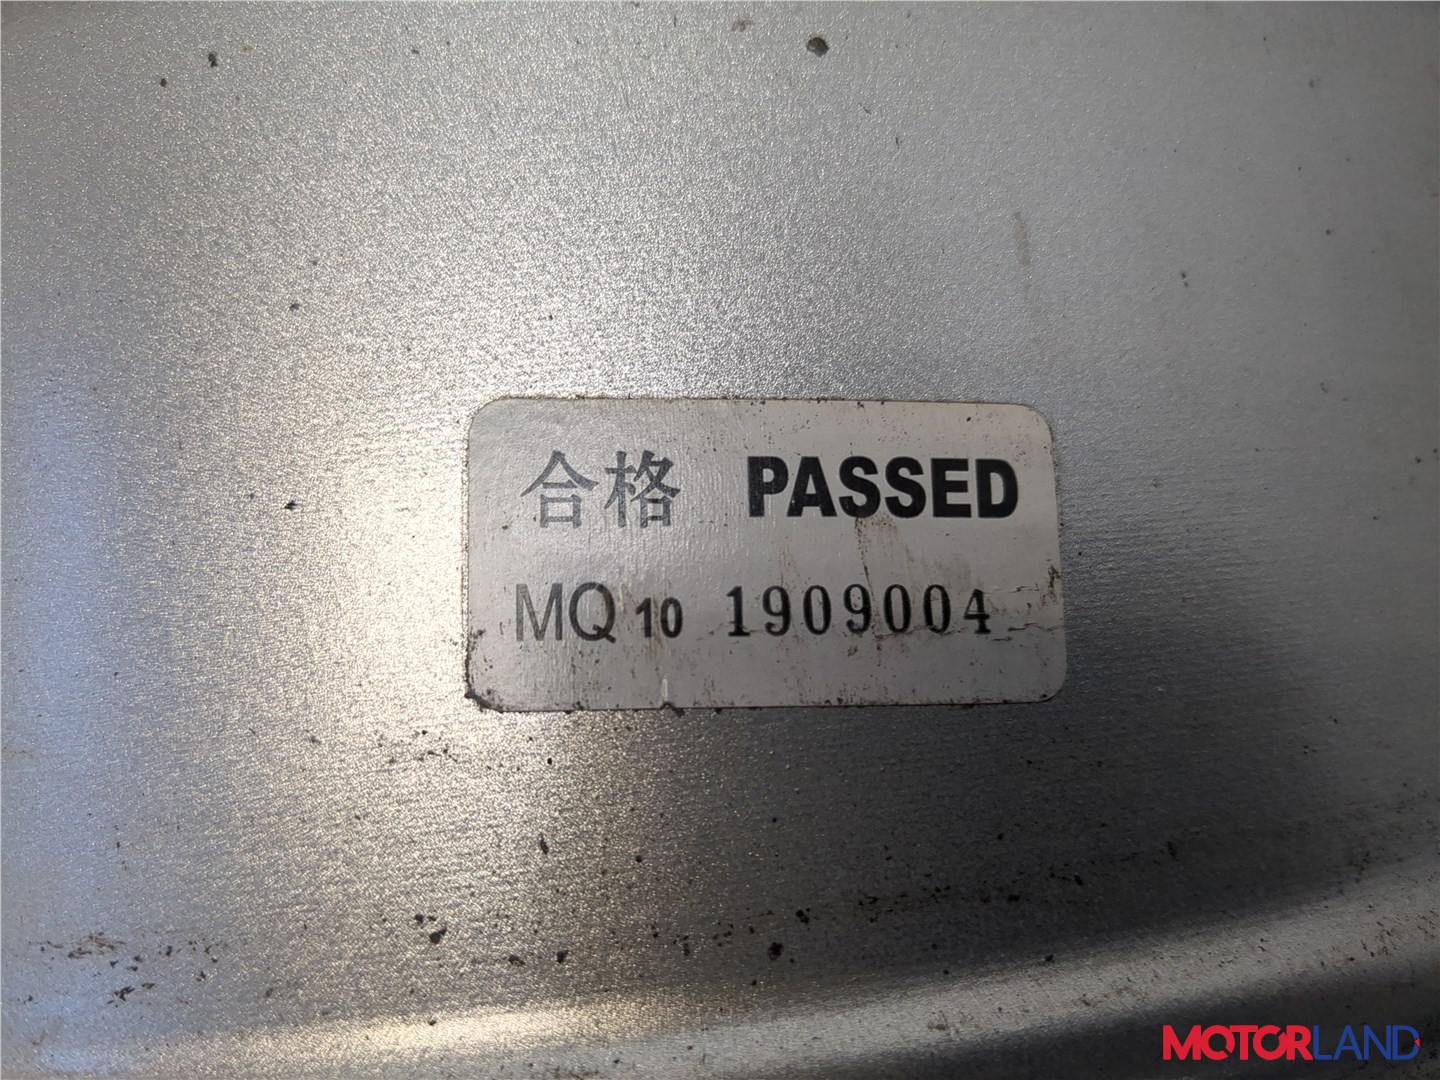 合格 PASSED
MQ 10 1909004
MOTORLAND